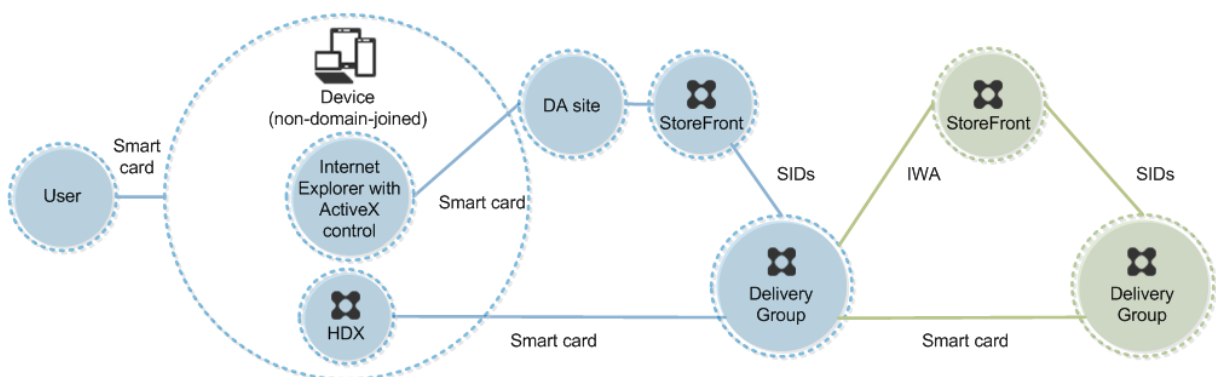 User
Smart
card
Device
(non-domain-joined)
Internet
Explorer with
ActiveX
control
HDX
Smart card
DA site
StoreFront
SIDs
Delivery
Group
Smart card
IWA
StoreFront
SIDs
Delivery
Group
Smart card